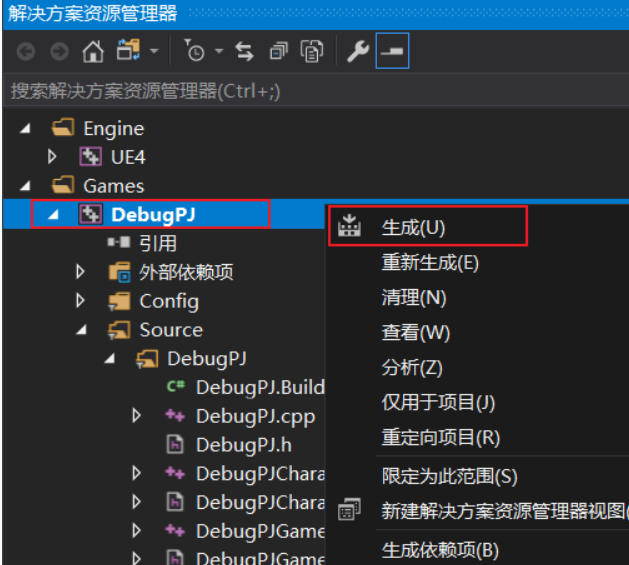 解决方案资源管理器
搜索解决方案资源管理器(Ctrl+;)
Engine
UE4
Games
DebugPJ
引用
外部依赖项
Config
Source
DebugPJ
C# DebugPJ.Build
++ DebugPJ.cpp
h DebugPJ.h
++ DebugPJChara
h DebugPJChara
++ DebugPJGame
h DebugPJGame
生成(U)
重新生成(E)
清理(N)
查看(W)
分析(Z)
仅用于项目(J)
重定向项目(R)
限定为此范围(S)
新建解决方案资源管理器视图(
生成依赖项(B)